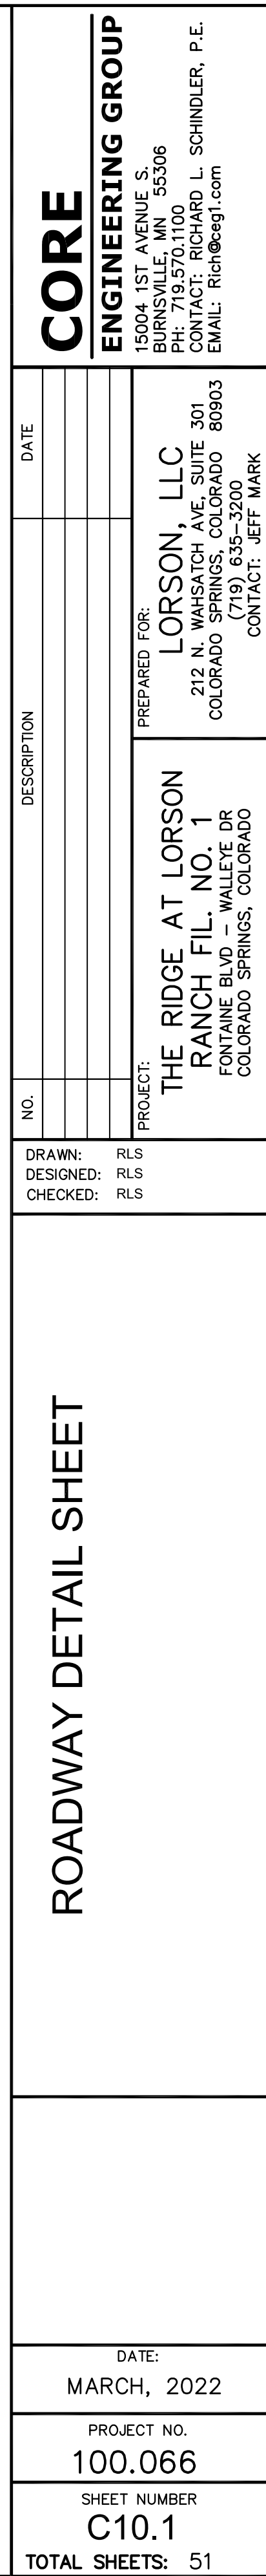 CORE
ENGINEERING GROUP
15004 1ST AVENUE S.
BURNSVILLE, MN 55306
PH: 719.570.1100
CONTACT: RICHARD L. SCHINDLER, P.E.
EMAIL: Rich@ceg1.com
NO.
DESCRIPTION
DATE
PREPARED FOR:
LORSON, LLC
212 N. WAHSATCH AVE, SUITE 301
COLORADO SPRINGS, COLORADO 80903
(719) 635-3200
CONTACT: JEFF MARK
PROJECT:
THE RIDGE AT LORSON
RANCH FIL. NO. 1
FONTAINE BLVD - WALLEYE DR
COLORADO SPRINGS, COLORADO
DRAWN: RLS
DESIGNED: RLS
CHECKED: RLS
ROADWAY DETAIL SHEET
DATE:
MARCH, 2022
PROJECT NO.
100.066
SHEET NUMBER
C10.1
TOTAL SHEETS: 51